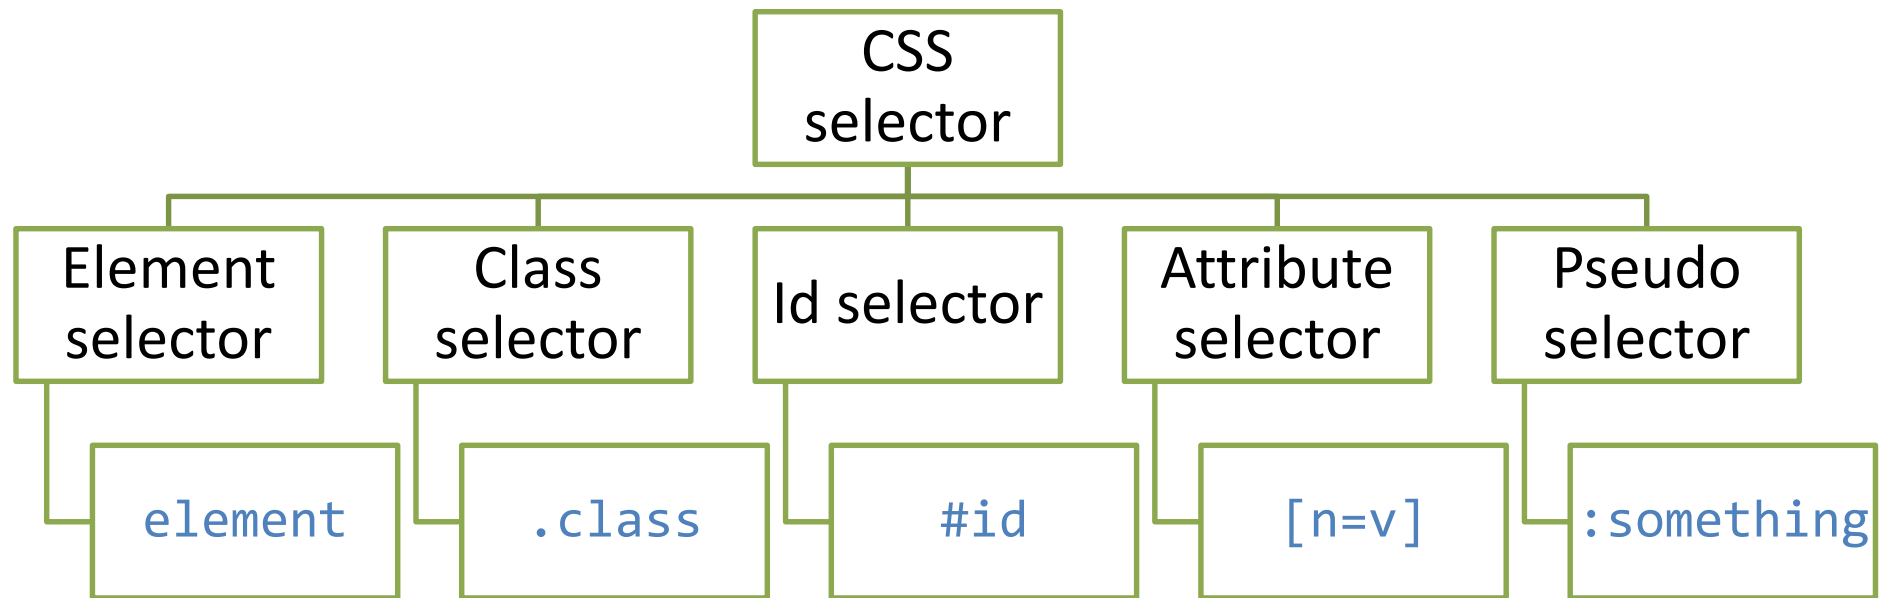 CSS
selector
Element
selector
Class
selector
Id selector
Attribute
selector
Pseudo
selector
element
.class
#id
[n=v]
:something